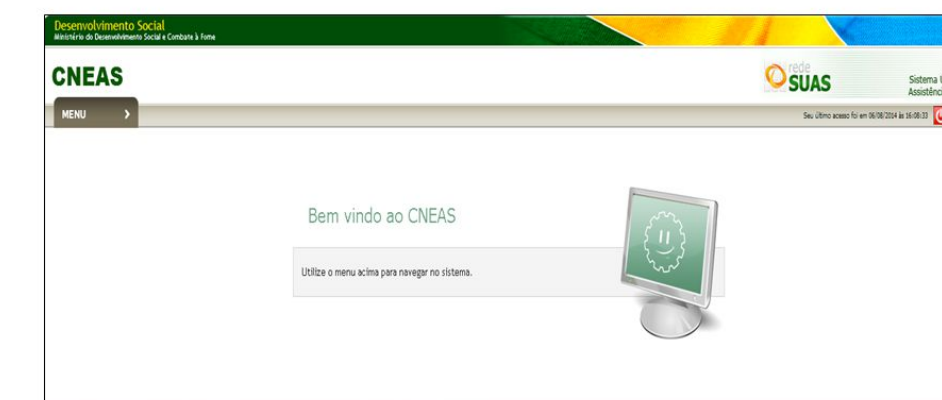 Desenvolvimento Social
Ministério do Desenvolvimento Social e Combate à Fome
CNEAS
rede
SUAS
Sistema U
Assistênci
MENU
Seu último acesso foi em 06/08/2014 às 16:08:33
Bem vindo ao CNEAS
Utilize o menu acima para navegar no sistema.